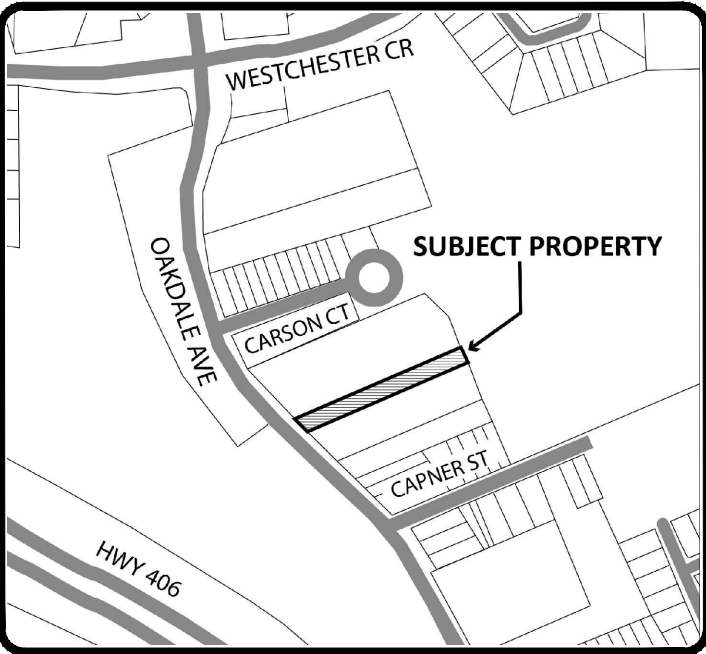 WESTCHESTER CR
SUBJECT PROPERTY
OAKDALE AVE
CARSON CT
CAPNER ST
HWY 406